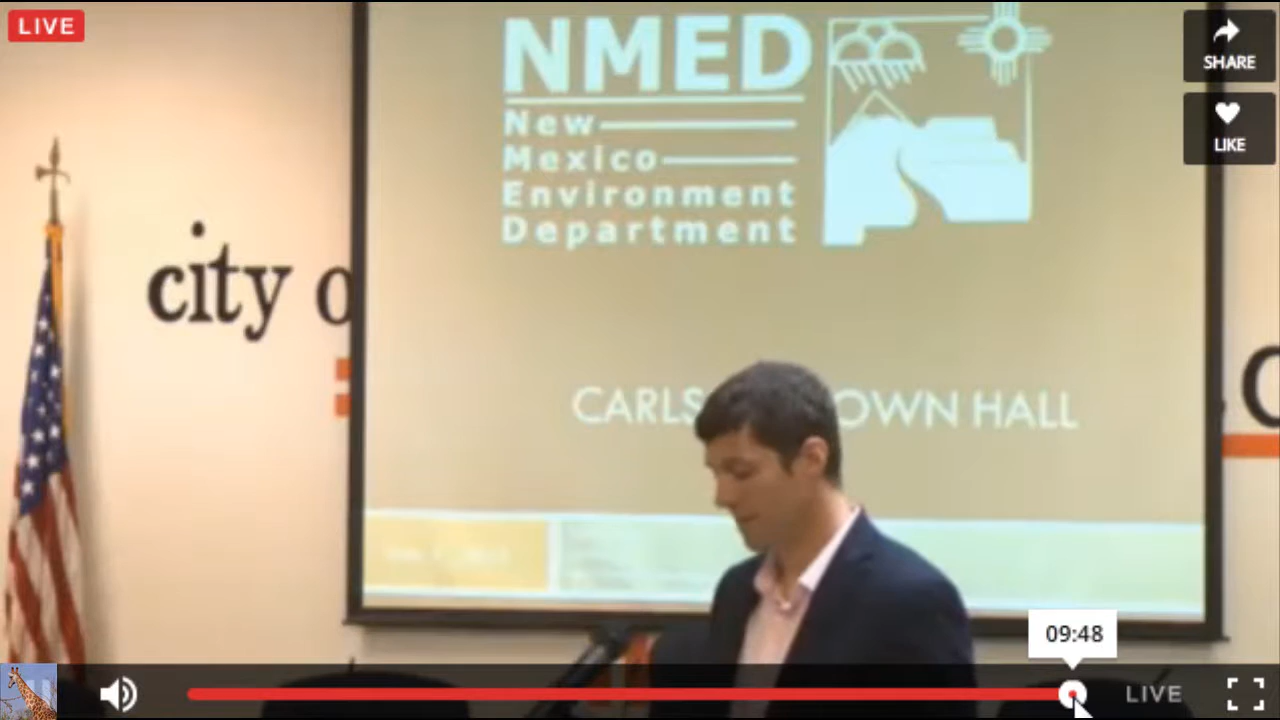 LIVE
NMED
New
Mexico
Environment
Department
SHARE
LIKE
city o
CARLS OWN HALL
09:48
LIVE